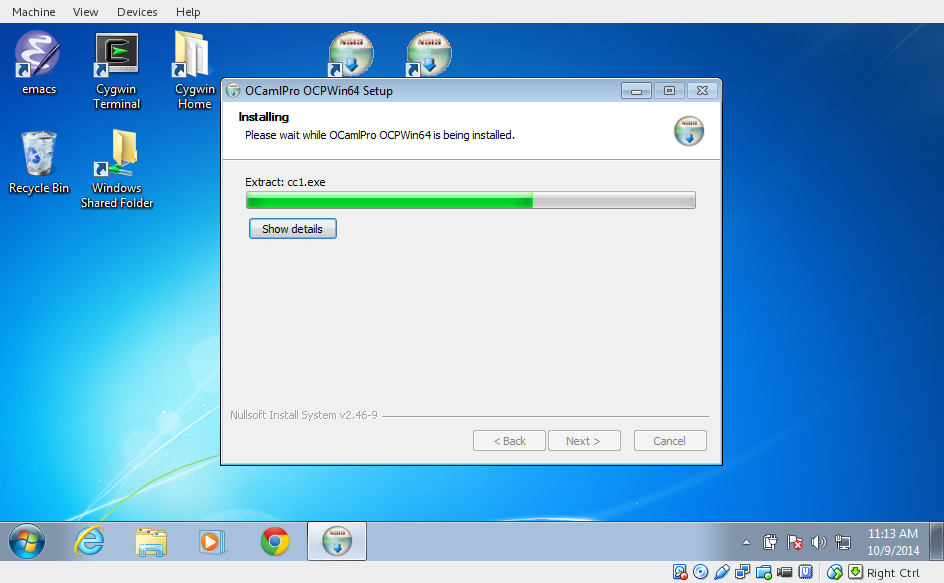 Machine View Devices Help
emacs
Cygwin
Terminal
Cygwin
Home
Recycle Bin
Windows
Shared Folder
OCamlPro OCPWin64 Setup
Installing
Please wait while OCamlPro OCPWin64 is being installed.
Extract: cc1.exe
Show details
Nullsoft Install System v2.46-9
< Back
Next >
Cancel
11:13 AM
10/9/2014
Right Ctrl